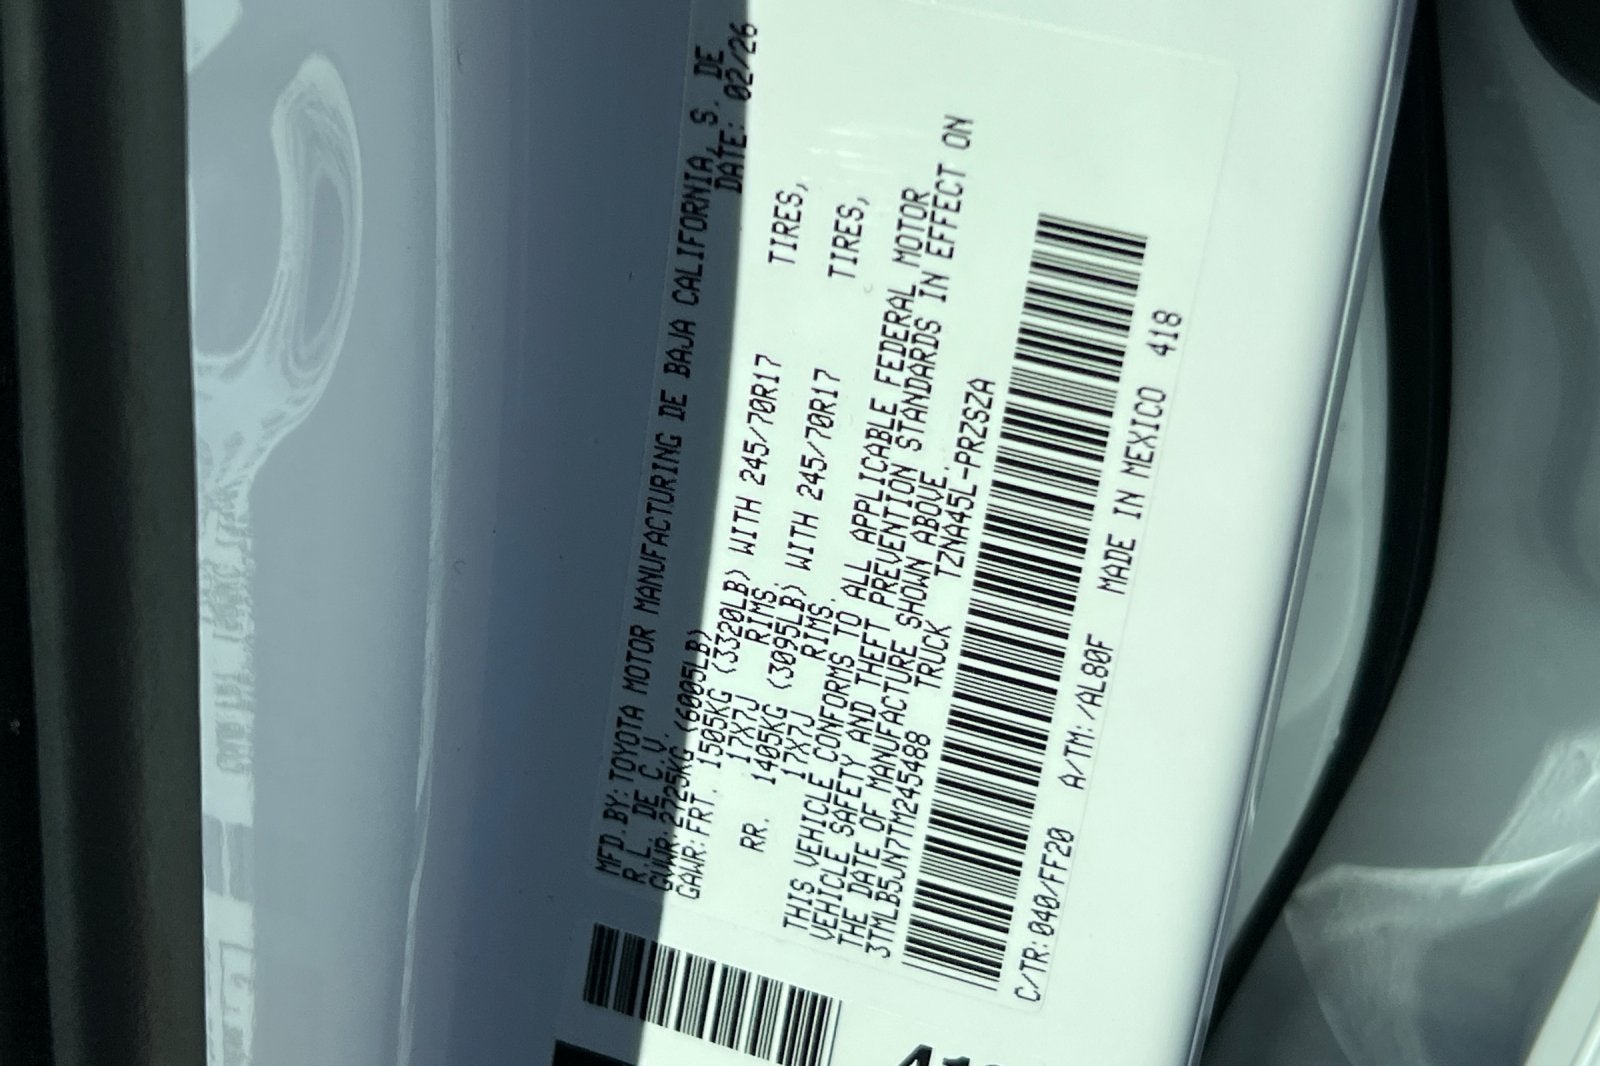 MFD.BY:TOYOTA MOTOR MANUFACTURING DE BAJA CALIFORNIA, S. DE
R.L. DE C.V. DATE: 02/26
GVWR:2725KG (6005LB)
GAWR:FRT. 1505KG (3320LB) WITH 245/70R17 TIRES,
17X7J RIMS.
RR. 1405KG (3095LB) WITH 245/70R17 TIRES,
17X7J RIMS.
THIS VEHICLE CONFORMS TO ALL APPLICABLE FEDERAL MOTOR
VEHICLE SAFETY AND THEFT PREVENTION STANDARDS IN EFFECT ON
THE DATE OF MANUFACTURE SHOWN ABOVE.
3TMLB5JN7TM245488 TRUCK TZNA45L-PRZSZA
C/TR:040/FF20 A/TM:/AL80F MADE IN MEXICO 418